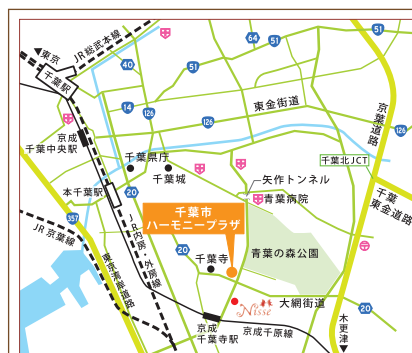 東京
JR総武本線
千葉駅
40
51
64
51
51
14
126
126
126
東金街道
京葉道路
京成
千葉中央駅
千葉県庁
千葉城
千葉北JCT
矢作トンネル
青葉病院
本千葉駅
20
千葉
東金道路
357
千葉市
ハーモニープラザ
JR京葉線
JR内房・外房線
東京湾岸道路
20
千葉寺
青葉の森公園
Nisse
大網街道
20
京成
千葉寺駅
京成千原線
木更津